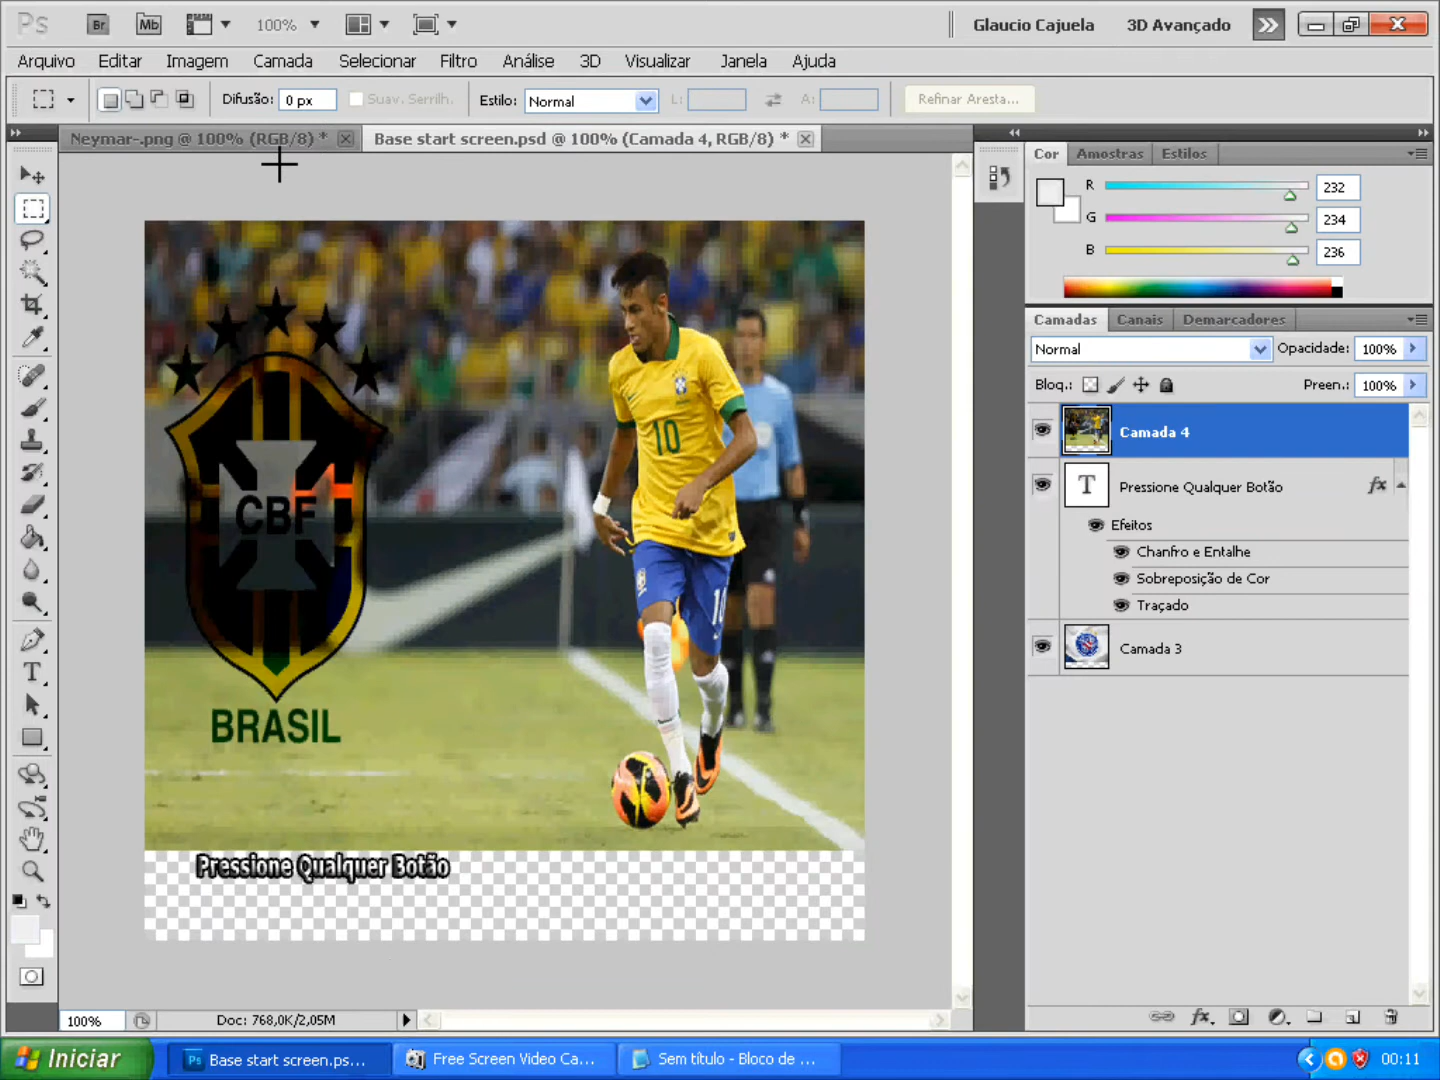 Ps Br Mb 100% Glaucio Cajuela 3D Avançado
Arquivo Editar Imagem Camada Selecionar Filtro Análise 3D Visualizar Janela Ajuda
Difusão: 0 px Suav. Serrilh. Estilo: Normal L: A: Refinar Aresta...
Neymar-.png @ 100% (RGB/8) * Base start screen.psd @ 100% (Camada 4, RGB/8) *
Cor Amostras Estilos
R 232
G 234
B 236
Camadas Canais Demarcadores
Normal Opacidade: 100%
Bloq.: Preen.: 100%
Camada 4
T Pressione Qualquer Botão fx
Efeitos
Chanfro e Entalhe
Sobreposição de Cor
Traçado
Camada 3
10
CBF
10
BRASIL
Pressione Qualquer Botão
100% Doc: 768,0K/2,05M
Iniciar Ps Base start screen.ps... Free Screen Video Ca... Sem título - Bloco de ... 00:11